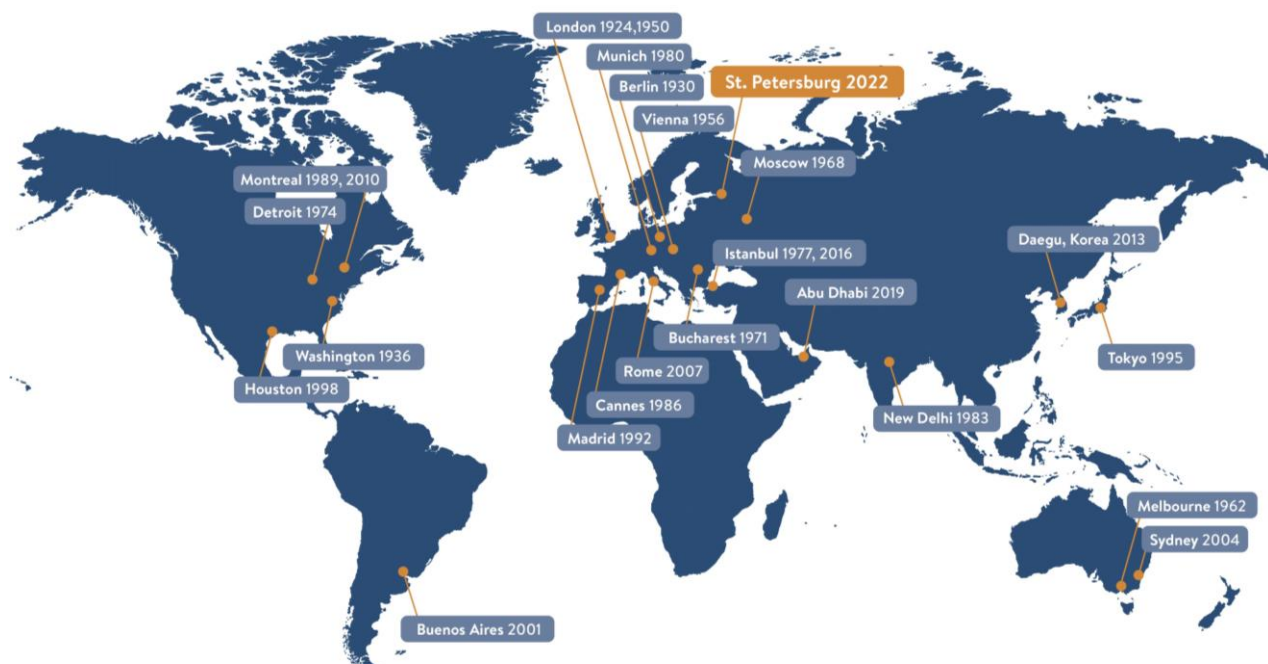 London 1924,1950
Munich 1980
St. Petersburg 2022
Berlin 1930
Vienna 1956
Moscow 1968
Montreal 1989, 2010
Detroit 1974
Daegu, Korea 2013
Istanbul 1977, 2016
Abu Dhabi 2019
Bucharest 1971
Washington 1936
Tokyo 1995
Rome 2007
Houston 1998
Cannes 1986
New Delhi 1983
Madrid 1992
Melbourne 1962
Sydney 2004
Buenos Aires 2001